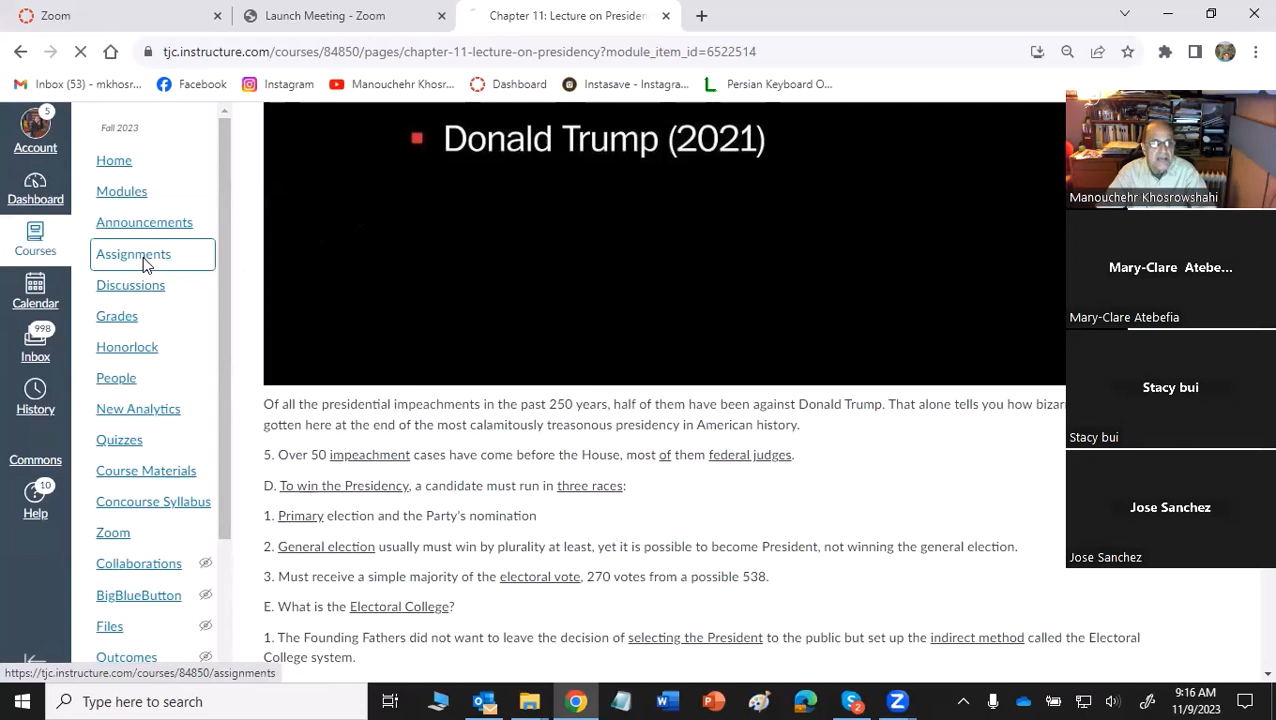 Zoom
Launch Meeting - Zoom
Chapter 11: Lecture on Presiden
tjc.instructure.com/courses/84850/pages/chapter-11-lecture-on-presidency?module_item_id=6522514
Inbox (53) - mkhosr...
Facebook
Instagram
Manouchehr Khosr...
Dashboard
Instasave - Instagra...
Persian Keyboard O...
5
Account
Dashboard
Courses
Calendar
998
Inbox
History
Commons
10
Help
Fall 2023
Home
Modules
Announcements
Assignments
Discussions
Grades
Honorlock
People
New Analytics
Quizzes
Course Materials
Concourse Syllabus
Zoom
Collaborations
BigBlueButton
Files
Outcomes
Donald Trump (2021)
Of all the presidential impeachments in the past 250 years, half of them have been against Donald Trump. That alone tells you how bizar
gotten here at the end of the most calamitously treasonous presidency in American history.
5. Over 50 impeachment cases have come before the House, most of them federal judges.
D. To win the Presidency, a candidate must run in three races:
1. Primary election and the Party's nomination
2. General election usually must win by plurality at least, yet it is possible to become President, not winning the general election.
3. Must receive a simple majority of the electoral vote, 270 votes from a possible 538.
E. What is the Electoral College?
1. The Founding Fathers did not want to leave the decision of selecting the President to the public but set up the indirect method called the Electoral
College system.
Manouchehr Khosrowshahi
Mary-Clare Atebe...
Mary-Clare Atebefia
Stacy bui
Stacy bui
Jose Sanchez
Jose Sanchez
https://tjc.instructure.com/courses/84850/assignments
Type here to search
9:16 AM
11/9/2023